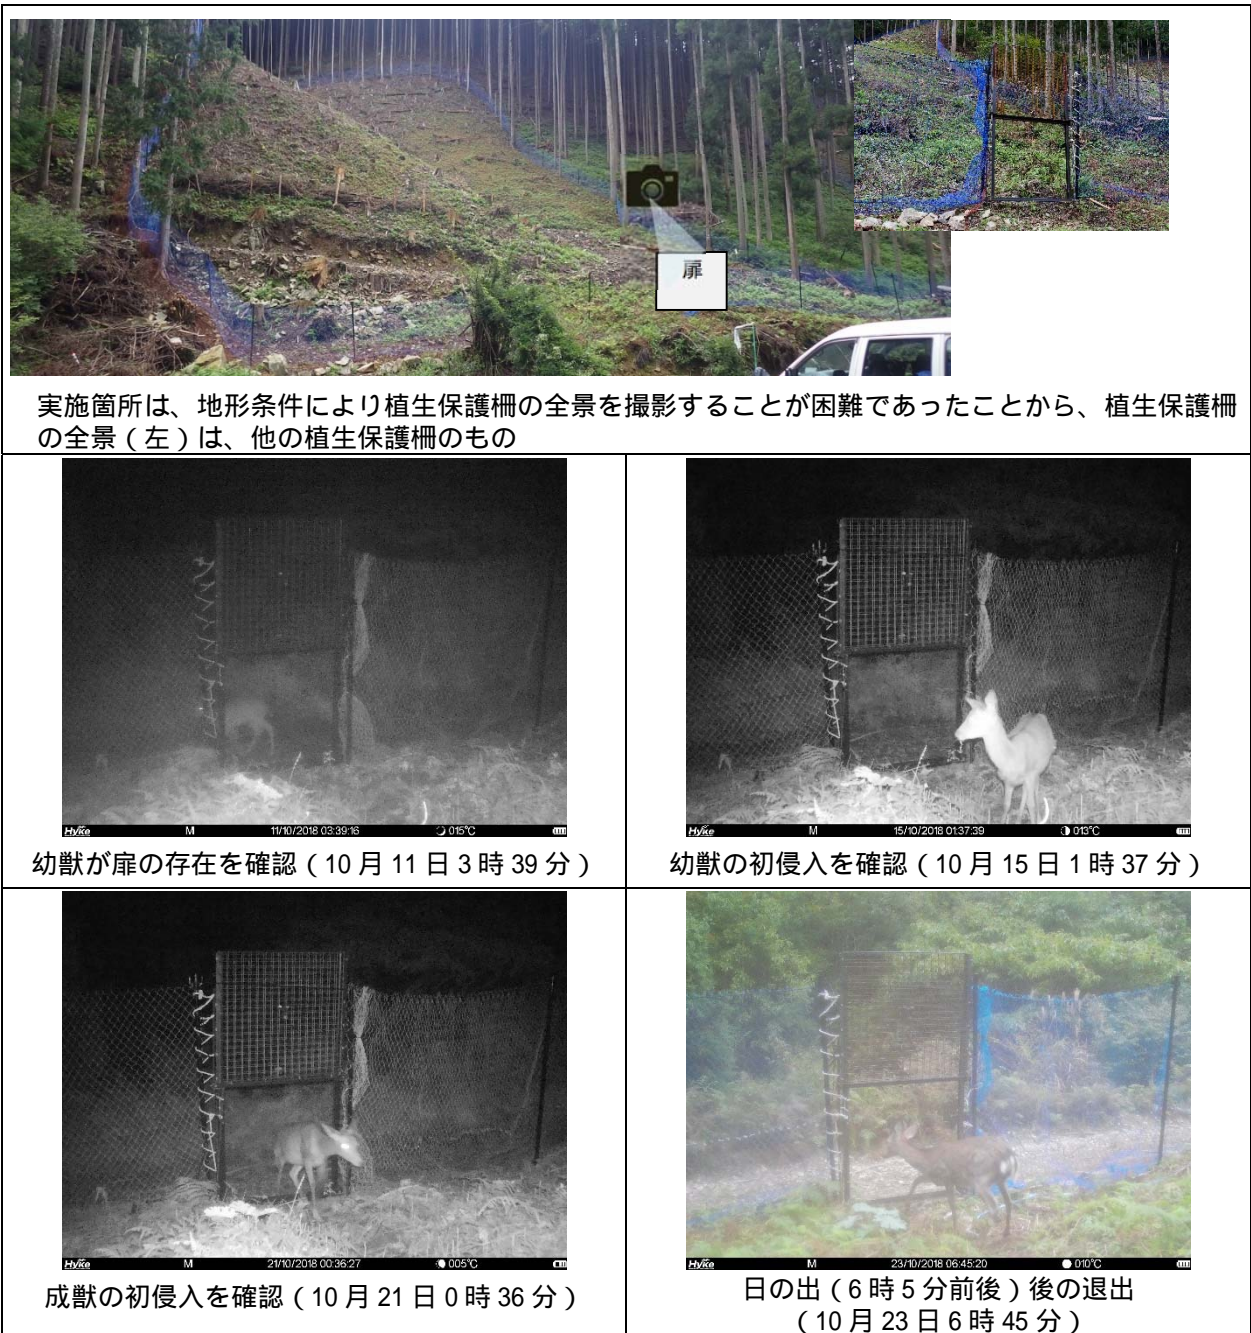 扉
実施箇所は、地形条件により植生保護柵の全景を撮影することが困難であったことから、植生保護柵
の全景(左)は、他の植生保護柵のもの
HyKe M 11/10/2018 03:39:16 015°C
幼獣が扉の存在を確認(10月11日3時39分)
HyKe M 15/10/2018 01:37:39 013°C
幼獣の初侵入を確認(10月15日1時37分)
HyKe M 21/10/2018 00:36:27 005°C
成獣の初侵入を確認(10月21日0時36分)
HyKe M 23/10/2018 06:45:20 010°C
日の出(6時5分前後)後の退出
(10月23日6時45分)